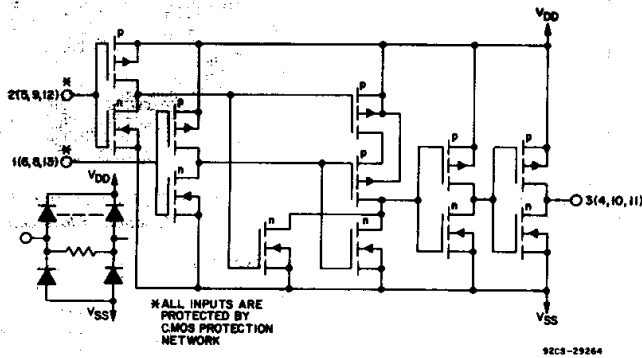 VDD
p
p
p
p
p
*
2(5,9,12)
n
*
1(6,8,13)
p
VDD
n
n
n
n
n
3(4,10,11)
VSS
VSS
*ALL INPUTS ARE
PROTECTED BY
CMOS PROTECTION
NETWORK
92CS-29264